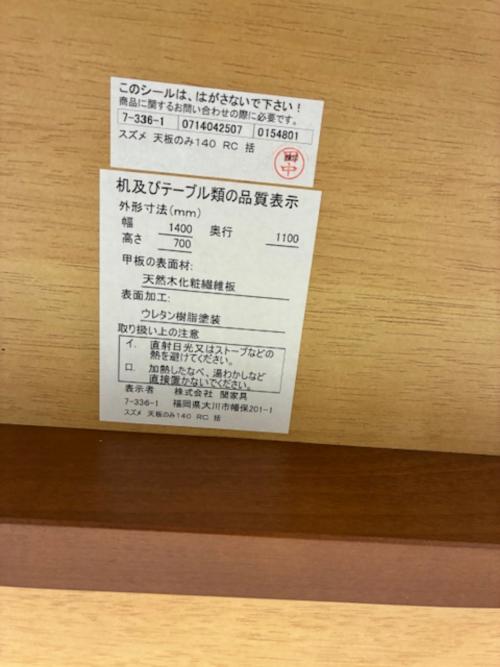 このシールは、はがさないで下さい！
商品に関するお問い合わせの際に必要です。
7-336-1 0714042507 0154801
スズメ 天板のみ140 RC 括
中
机及びテーブル類の品質表示
外形寸法(mm)
幅 1400 奥行 1100
高さ 700
甲板の表面材:
天然木化粧繊維板
表面加工:
ウレタン樹脂塗装
取り扱い上の注意
イ. 直射日光又はストーブなどの
熱を避けてください。
ロ. 加熱したなべ、湯わかしなど
直接置かないでください。
表示者 株式会社 関家具
7-336-1 福岡県大川市幡保201-1
スズメ 天板のみ140 RC 括